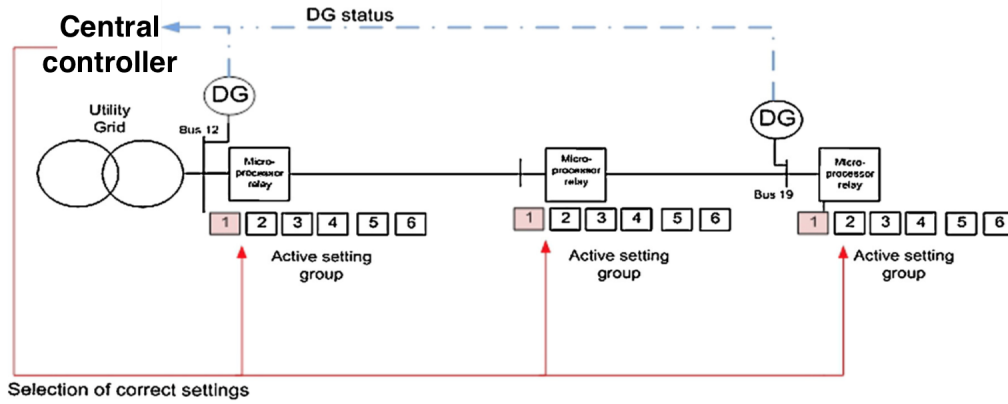 DG status
Central
controller
DG
DG
Utility
Grid
Bus 12
Micro-
processor
relay
Micro-
processor
relay
Micro-
processor
relay
Bus 19
1 2 3 4 5 6
1 2 3 4 5 6
1 2 3 4 5 6
Active setting
group
Active setting
group
Active setting
group
Selection of correct settings